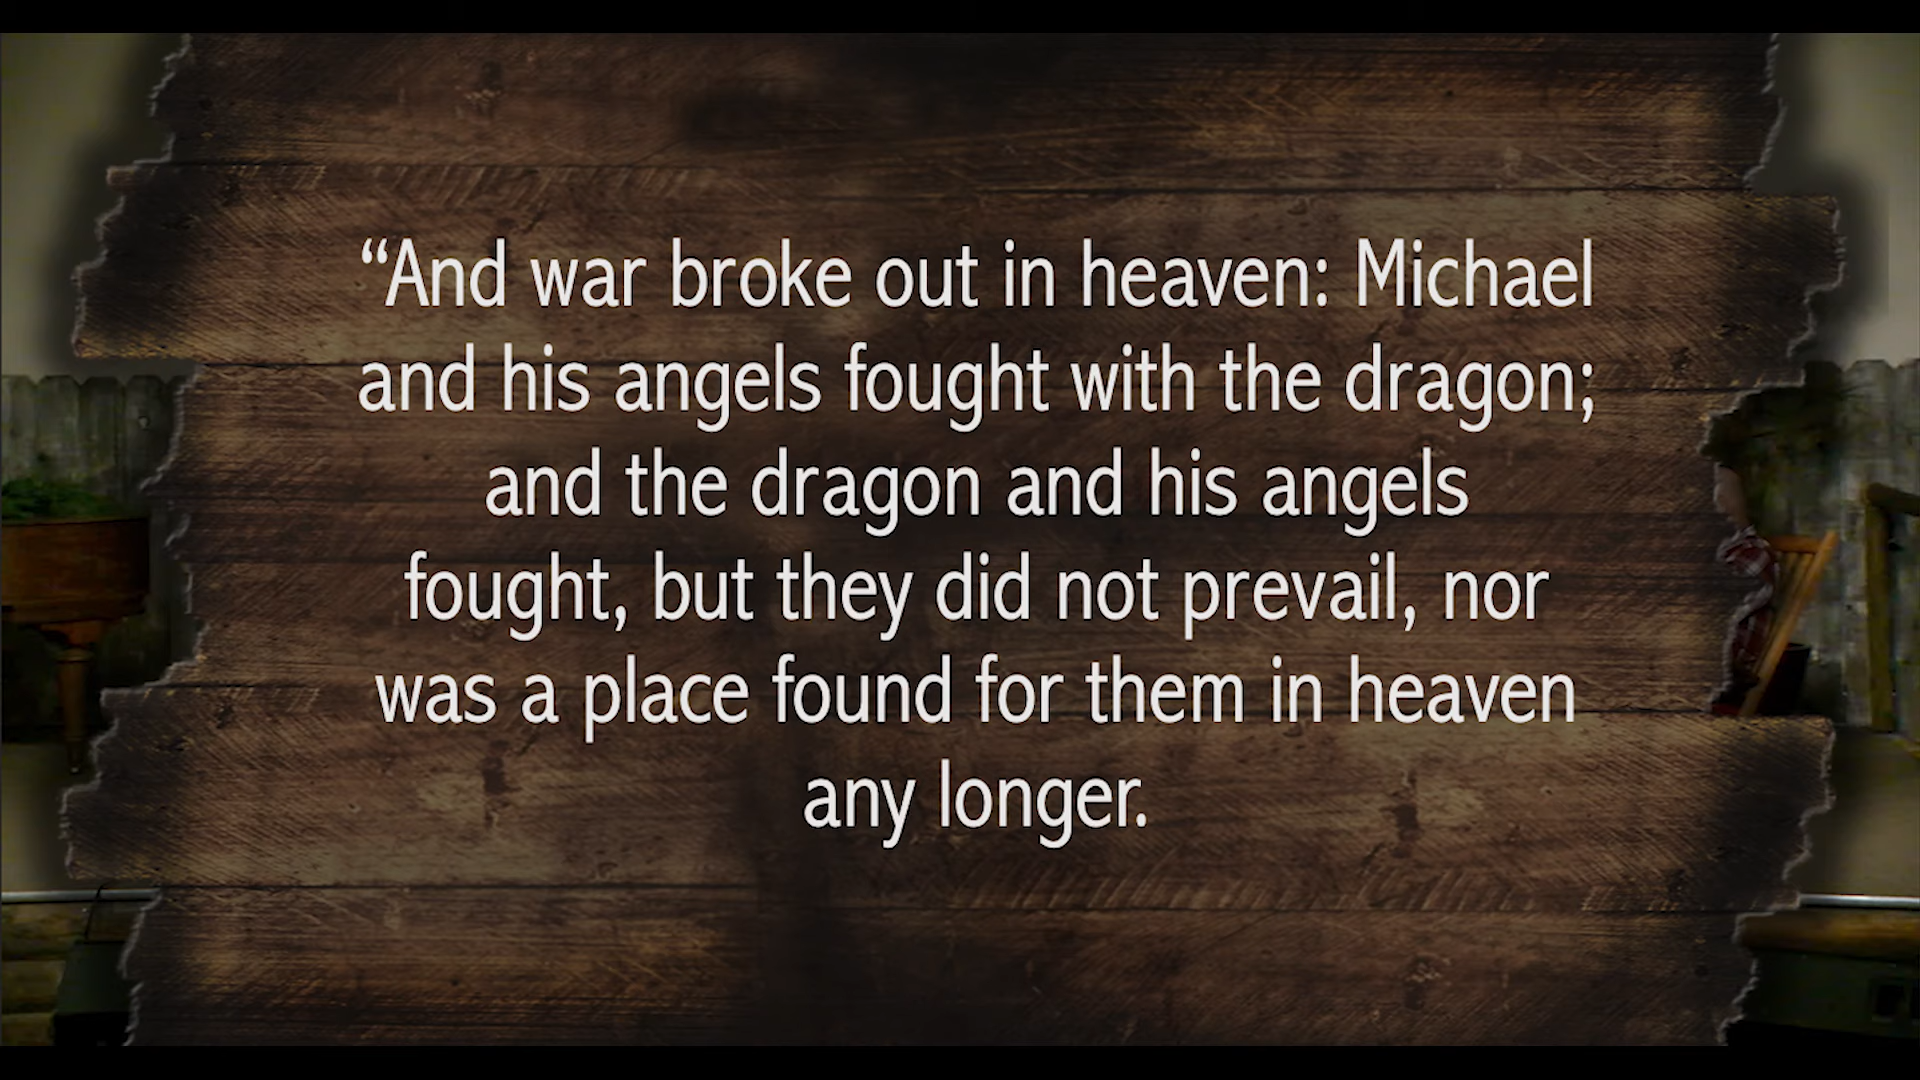 “And war broke out in heaven: Michael
and his angels fought with the dragon;
and the dragon and his angels
fought, but they did not prevail, nor
was a place found for them in heaven
any longer.